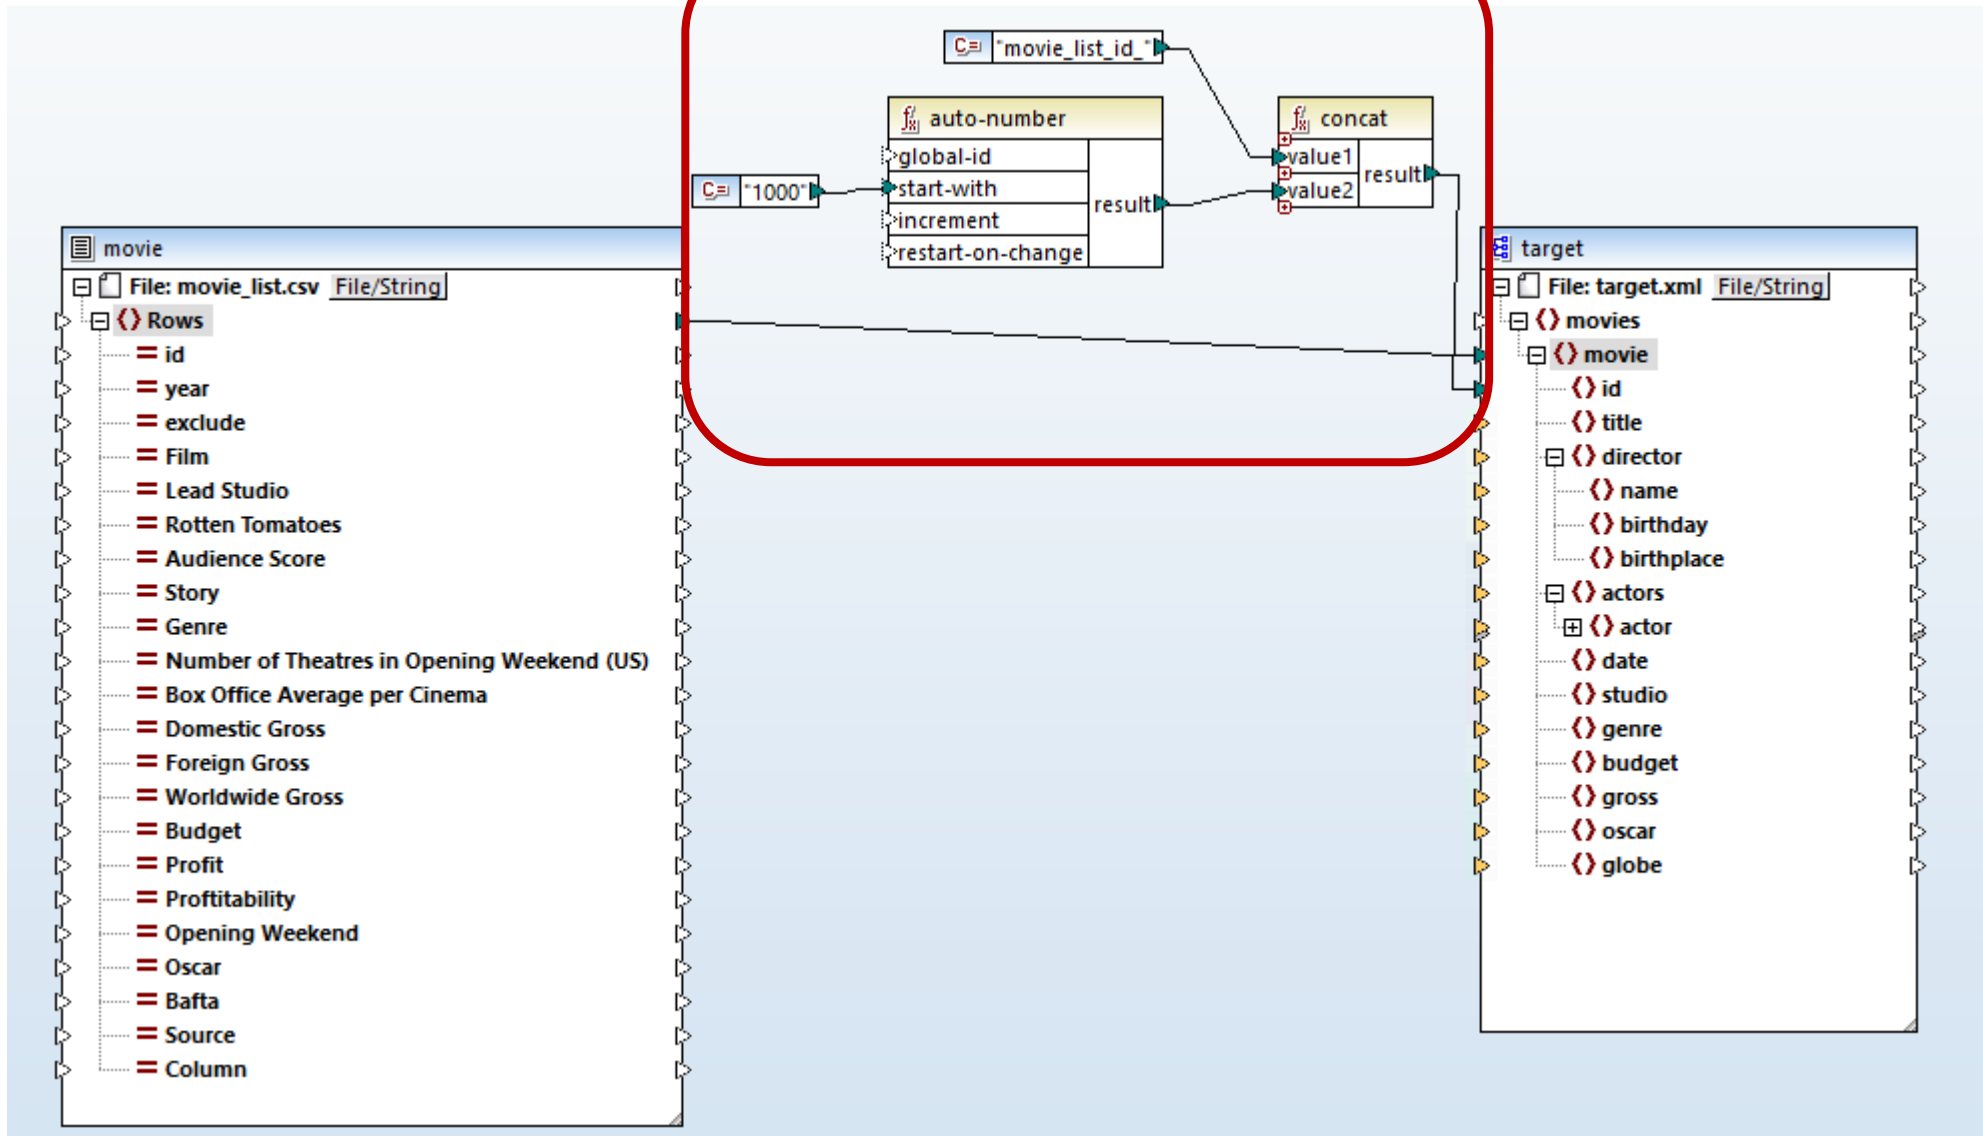 "movie_list_id_"
auto-number
global-id
start-with
increment
restart-on-change
result
"1000"
concat
value1
value2
result
movie
File: movie_list.csv File/String
Rows
id
year
exclude
Film
Lead Studio
Rotten Tomatoes
Audience Score
Story
Genre
Number of Theatres in Opening Weekend (US)
Box Office Average per Cinema
Domestic Gross
Foreign Gross
Worldwide Gross
Budget
Profit
Proftitability
Opening Weekend
Oscar
Bafta
Source
Column
target
File: target.xml File/String
movies
movie
id
title
director
name
birthday
birthplace
actors
actor
date
studio
genre
budget
gross
oscar
globe